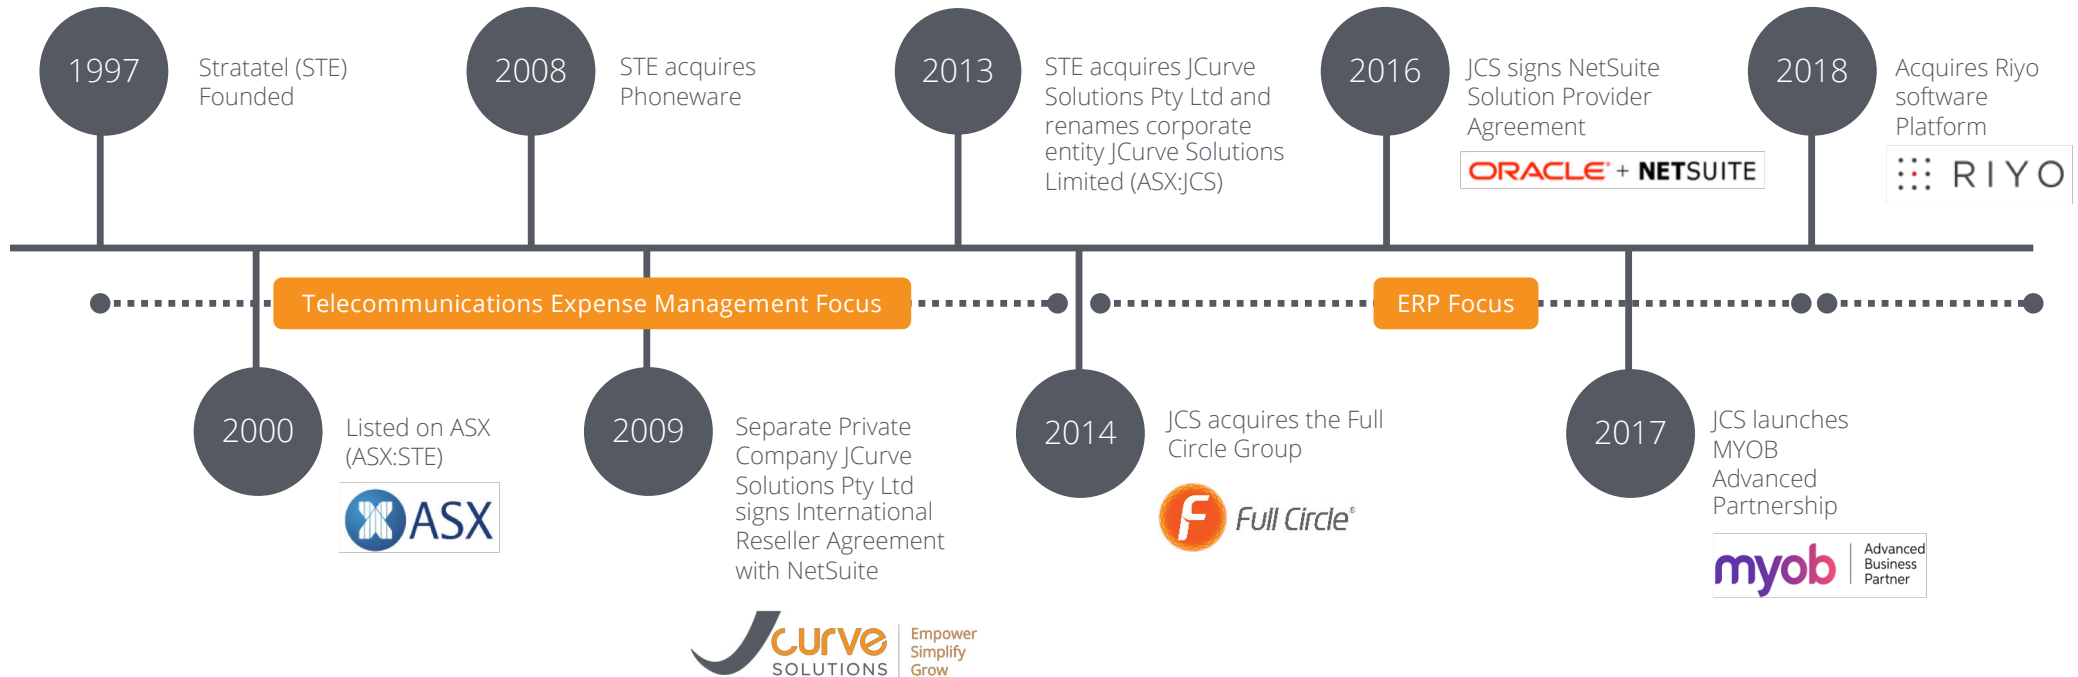 1997
Stratatel (STE)
Founded
2008
STE acquires
Phoneware
2013
STE acquires JCurve
Solutions Pty Ltd and
renames corporate
entity JCurve Solutions
Limited (ASX:JCS)
2016
JCS signs NetSuite
Solution Provider
Agreement
ORACLE® + NETSUITE
2018
Acquires Riyo
software
Platform
RIYO
Telecommunications Expense Management Focus
ERP Focus
2000
Listed on ASX
(ASX:STE)
ASX
2009
Separate Private
Company JCurve
Solutions Pty Ltd
signs International
Reseller Agreement
with NetSuite
Jcurve
SOLUTIONS
Empower
Simplify
Grow
2014
JCS acquires the Full
Circle Group
F Full Circle®
2017
JCS launches
MYOB
Advanced
Partnership
myob
Advanced
Business
Partner